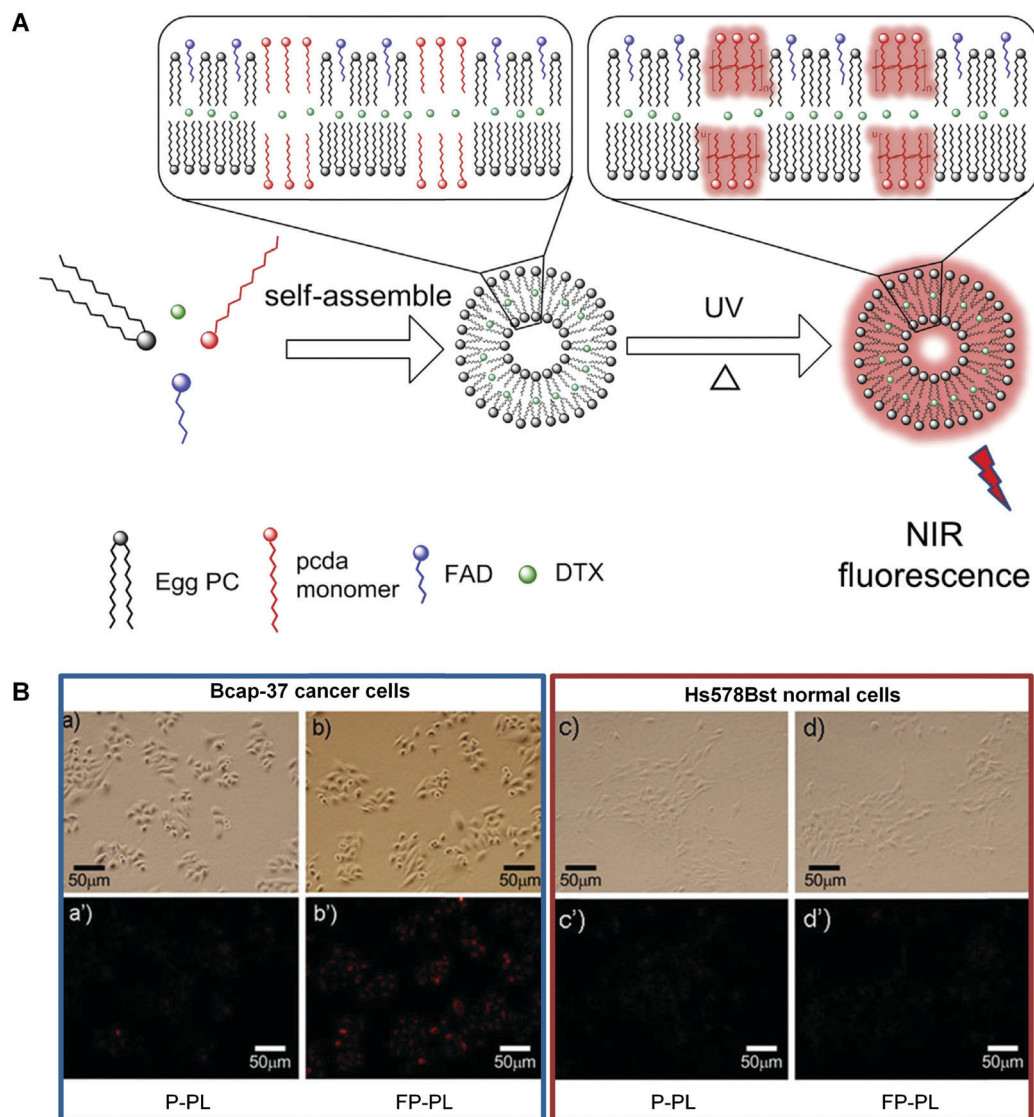 A
n
n
u
u
self-assemble
UV
△
NIR
fluorescence
Egg PC
pcda
monomer
FAD
DTX
B
Bcap-37 cancer cells
Hs578Bst normal cells
a)
b)
c)
d)
50μm
50μm
50μm
50μm
a')
b')
c')
d')
50μm
50μm
50μm
50μm
P-PL
FP-PL
P-PL
FP-PL